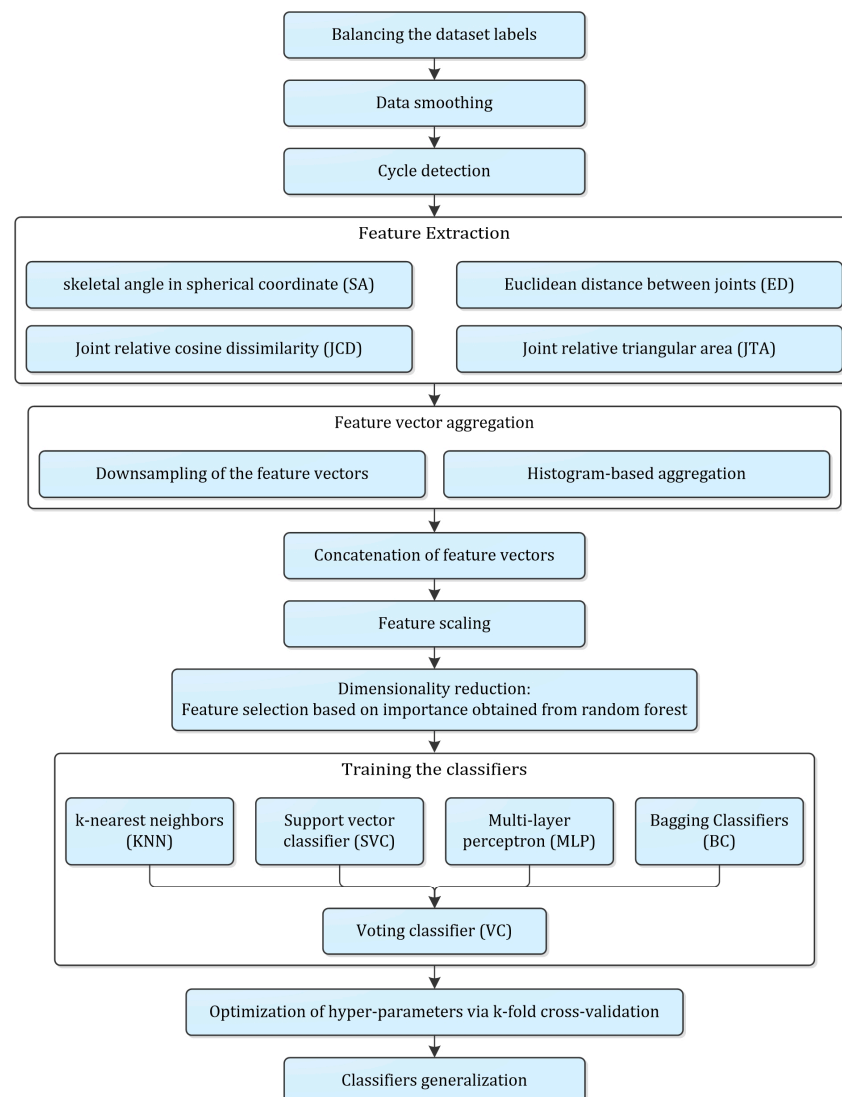 Balancing the dataset labels
Data smoothing
Cycle detection
Feature Extraction
skeletal angle in spherical coordinate (SA)
Euclidean distance between joints (ED)
Joint relative cosine dissimilarity (JCD)
Joint relative triangular area (JTA)
Feature vector aggregation
Downsampling of the feature vectors
Histogram-based aggregation
Concatenation of feature vectors
Feature scaling
Dimensionality reduction:
Feature selection based on importance obtained from random forest
Training the classifiers
k-nearest neighbors
(KNN)
Support vector
classifier (SVC)
Multi-layer
perceptron (MLP)
Bagging Classifiers
(BC)
Voting classifier (VC)
Optimization of hyper-parameters via k-fold cross-validation
Classifiers generalization